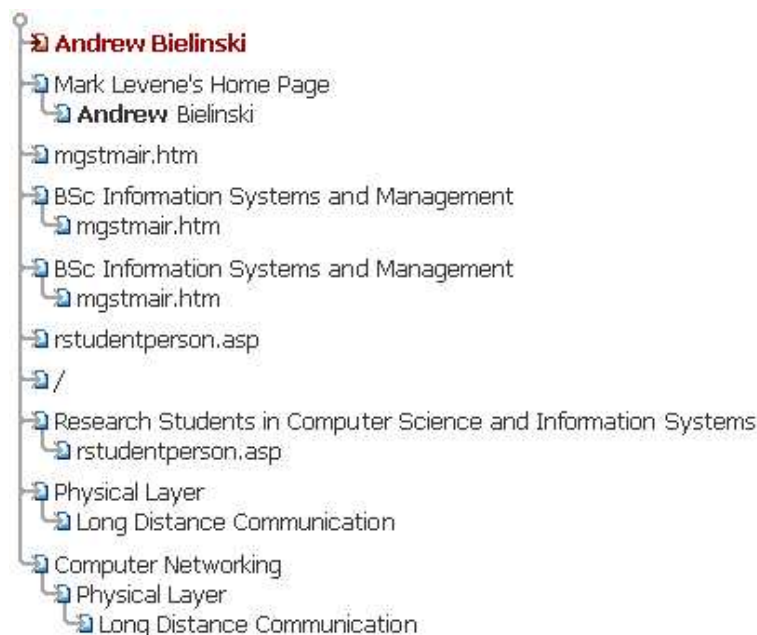 Andrew Bielinski
Mark Levene's Home Page
Andrew Bielinski
mgstmair.htm
BSc Information Systems and Management
mgstmair.htm
BSc Information Systems and Management
mgstmair.htm
rstudentperson.asp
/
Research Students in Computer Science and Information Systems
rstudentperson.asp
Physical Layer
Long Distance Communication
Computer Networking
Physical Layer
Long Distance Communication